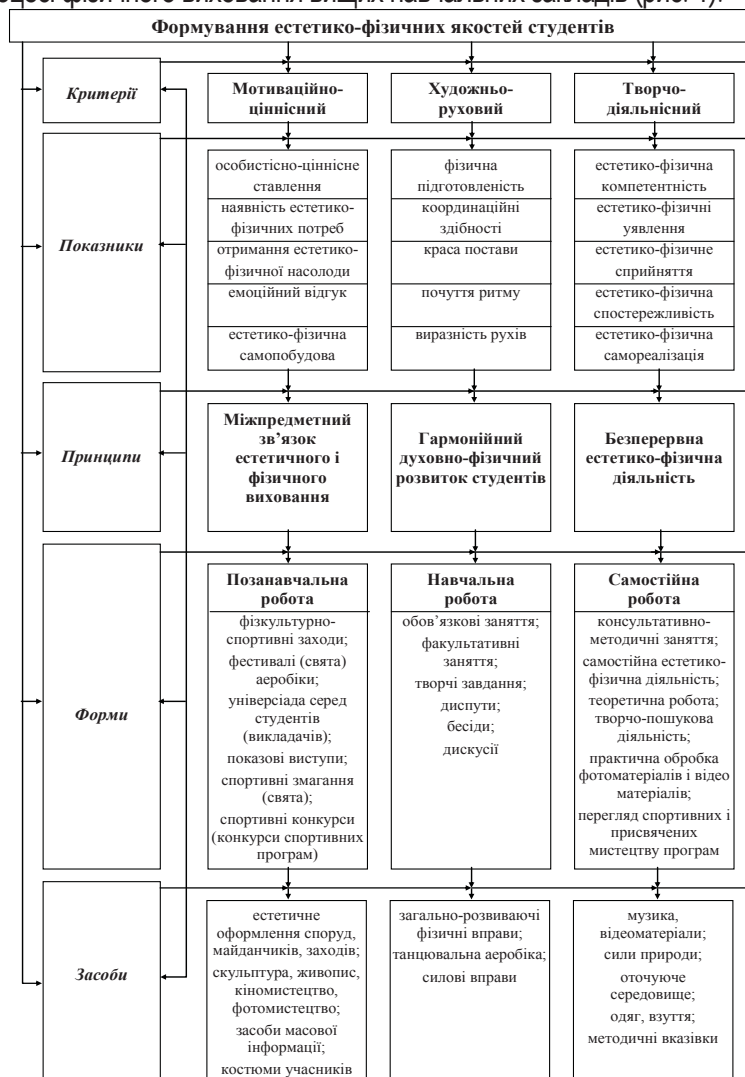 фізичного виховання вищих навчальних закладів (рис. 1).
Формування естетико-фізичних якостей студентів
Критерії
Мотиваційно-
ціннісний
Художньо-
руховий
Творчо-
діяльнісний
Показники
особистісно-ціннісне
ставлення
наявність естетико-
фізичних потреб
отримання естетико-
фізичної насолоди
емоційний відгук
естетико-фізична
самопобудова
фізична
підготовленість
координаційні
здібності
краса постави
почуття ритму
виразність рухів
естетико-фізична
компетентність
естетико-фізичні
уявлення
естетико-фізичне
сприйняття
естетико-фізична
спостережливість
естетико-фізична
самореалізація
Принципи
Міжпредметний
зв’язок
естетичного і
фізичного
виховання
Гармонійний
духовно-фізичний
розвиток студентів
Безперервна
естетико-фізична
діяльність
Форми
Позанавчальна
робота
фізкультурно-
спортивні заходи;
фестивалі (свята)
аеробіки;
універсіада серед
студентів
(викладачів);
показові виступи;
спортивні змагання
(свята);
спортивні конкурси
(конкурси спортивних
програм)
Навчальна
робота
обов’язкові заняття;
факультативні
заняття;
творчі завдання;
диспути;
бесіди;
дискусії
Самостійна
робота
консультативно-
методичні заняття;
самостійна естетико-
фізична діяльність;
теоретична робота;
творчо-пошукова
діяльність;
практична обробка
фотоматеріалів і відео
матеріалів;
перегляд спортивних і
присвячених
мистецтву програм
Засоби
естетичне
оформлення споруд,
майданчиків, заходів;
скульптура, живопис,
кіномистецтво,
фотомистецтво;
засоби масової
інформації;
костюми учасників
загально-розвиваючі
фізичні вправи;
танцювальна аеробіка;
силові вправи
музика,
відеоматеріали;
сили природи;
оточуюче
середовище;
одяг, взуття;
методичні вказівки